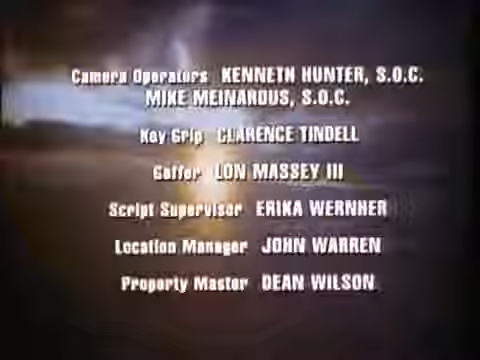 Camera Operators KENNETH HUNTER, S.O.C.
MIKE MEINARDUS, S.O.C.
Key Grip CLARENCE TINDELL
Gaffer LON MASSEY III
Script Supervisor ERIKA WERNHER
Location Manager JOHN WARREN
Property Master DEAN WILSON